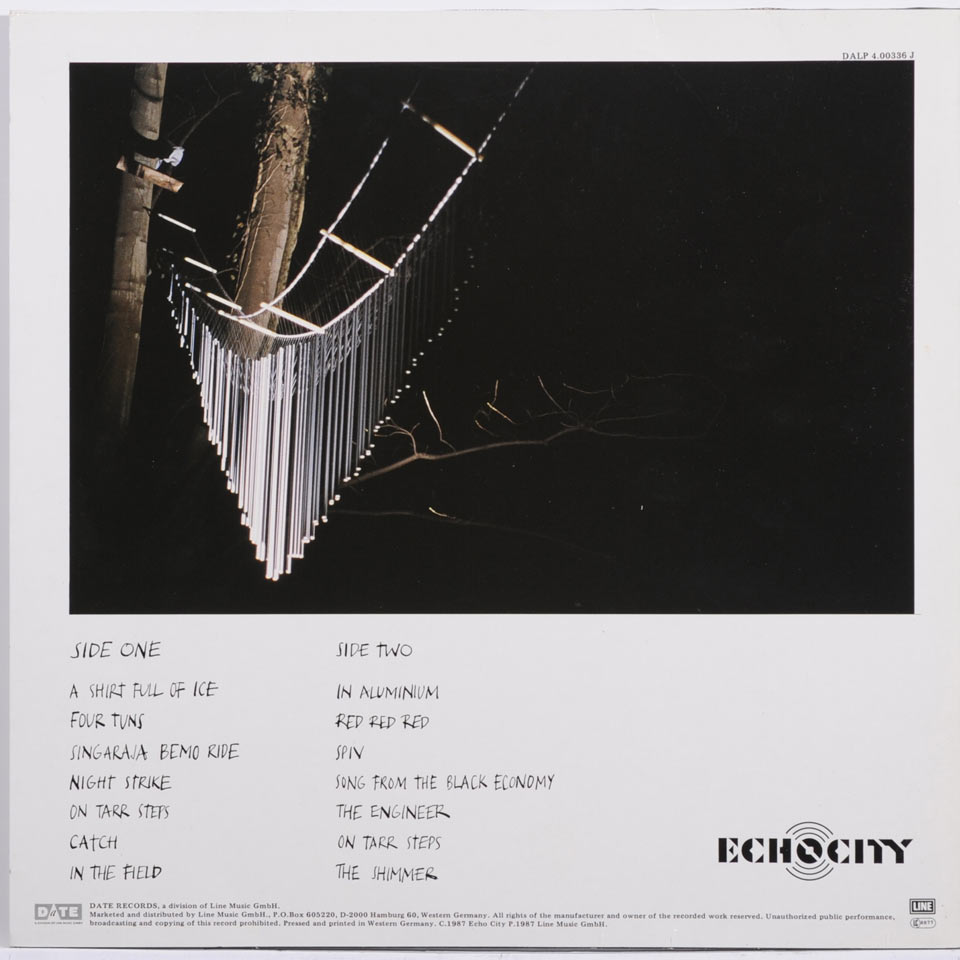 DALP 4.00336 J
SIDE ONE
A SHIRT FULL OF ICE
FOUR TUNS
SINGARAJA BEMO RIDE
NIGHT STRIKE
ON TARR STEPS
CATCH
IN THE FIELD
SIDE TWO
IN ALUMINIUM
RED RED RED
SPIV
SONG FROM THE BLACK ECONOMY
THE ENGINEER
ON TARR STEPS
THE SHIMMER
ECHO CITY
DaTE
DATE RECORDS, a division of Line Music GmbH.
Marketed and distributed by Line Music GmbH., P.O.Box 605220, D-2000 Hamburg 60, Western Germany. All rights of the manufacturer and owner of the recorded work reserved. Unauthorized public performance,
broadcasting and copying of this record prohibited. Pressed and printed in Western Germany. C.1987 Echo City P.1987 Line Music GmbH.
LINE